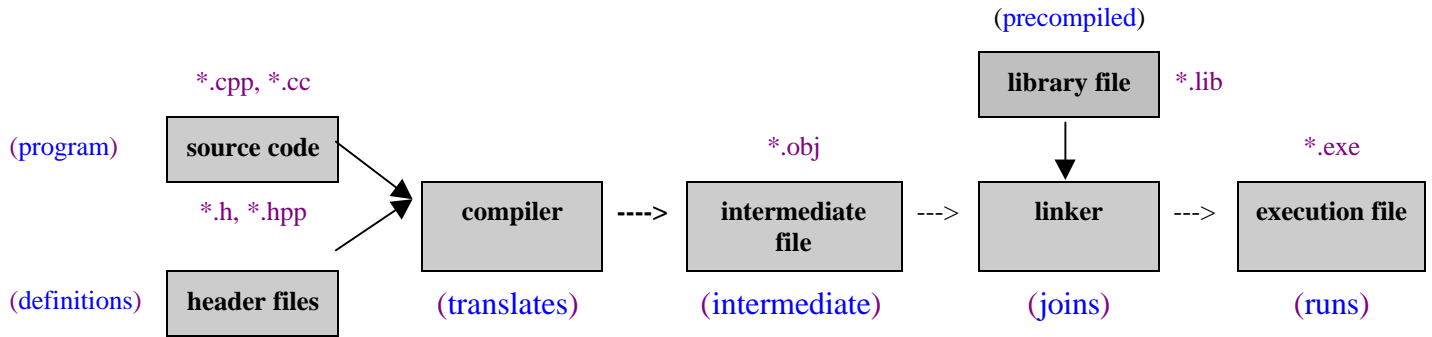 (precompiled)
*.cpp, *.cc
library file
*.lib
(program)
source code
*.obj
*.exe
*.h, *.hpp
compiler
---->
intermediate
file
--->
linker
--->
execution file
(definitions)
header files
(translates)
(intermediate)
(joins)
(runs)